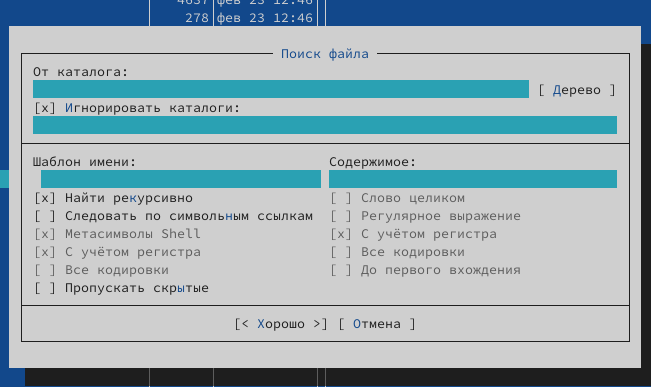 4637 фев 23 12:46
278 фев 23 12:46
Поиск файла
От каталога:
[ Дерево ]
[x] Игнорировать каталоги:
Шаблон имени: Содержимое:
[x] Найти рекурсивно [ ] Слово целиком
[ ] Следовать по символьным ссылкам [ ] Регулярное выражение
[x] Метасимволы Shell [x] С учётом регистра
[x] С учётом регистра [ ] Все кодировки
[ ] Все кодировки [ ] До первого вхождения
[ ] Пропускать скрытые
[< Хорошо >] [ Отмена ]